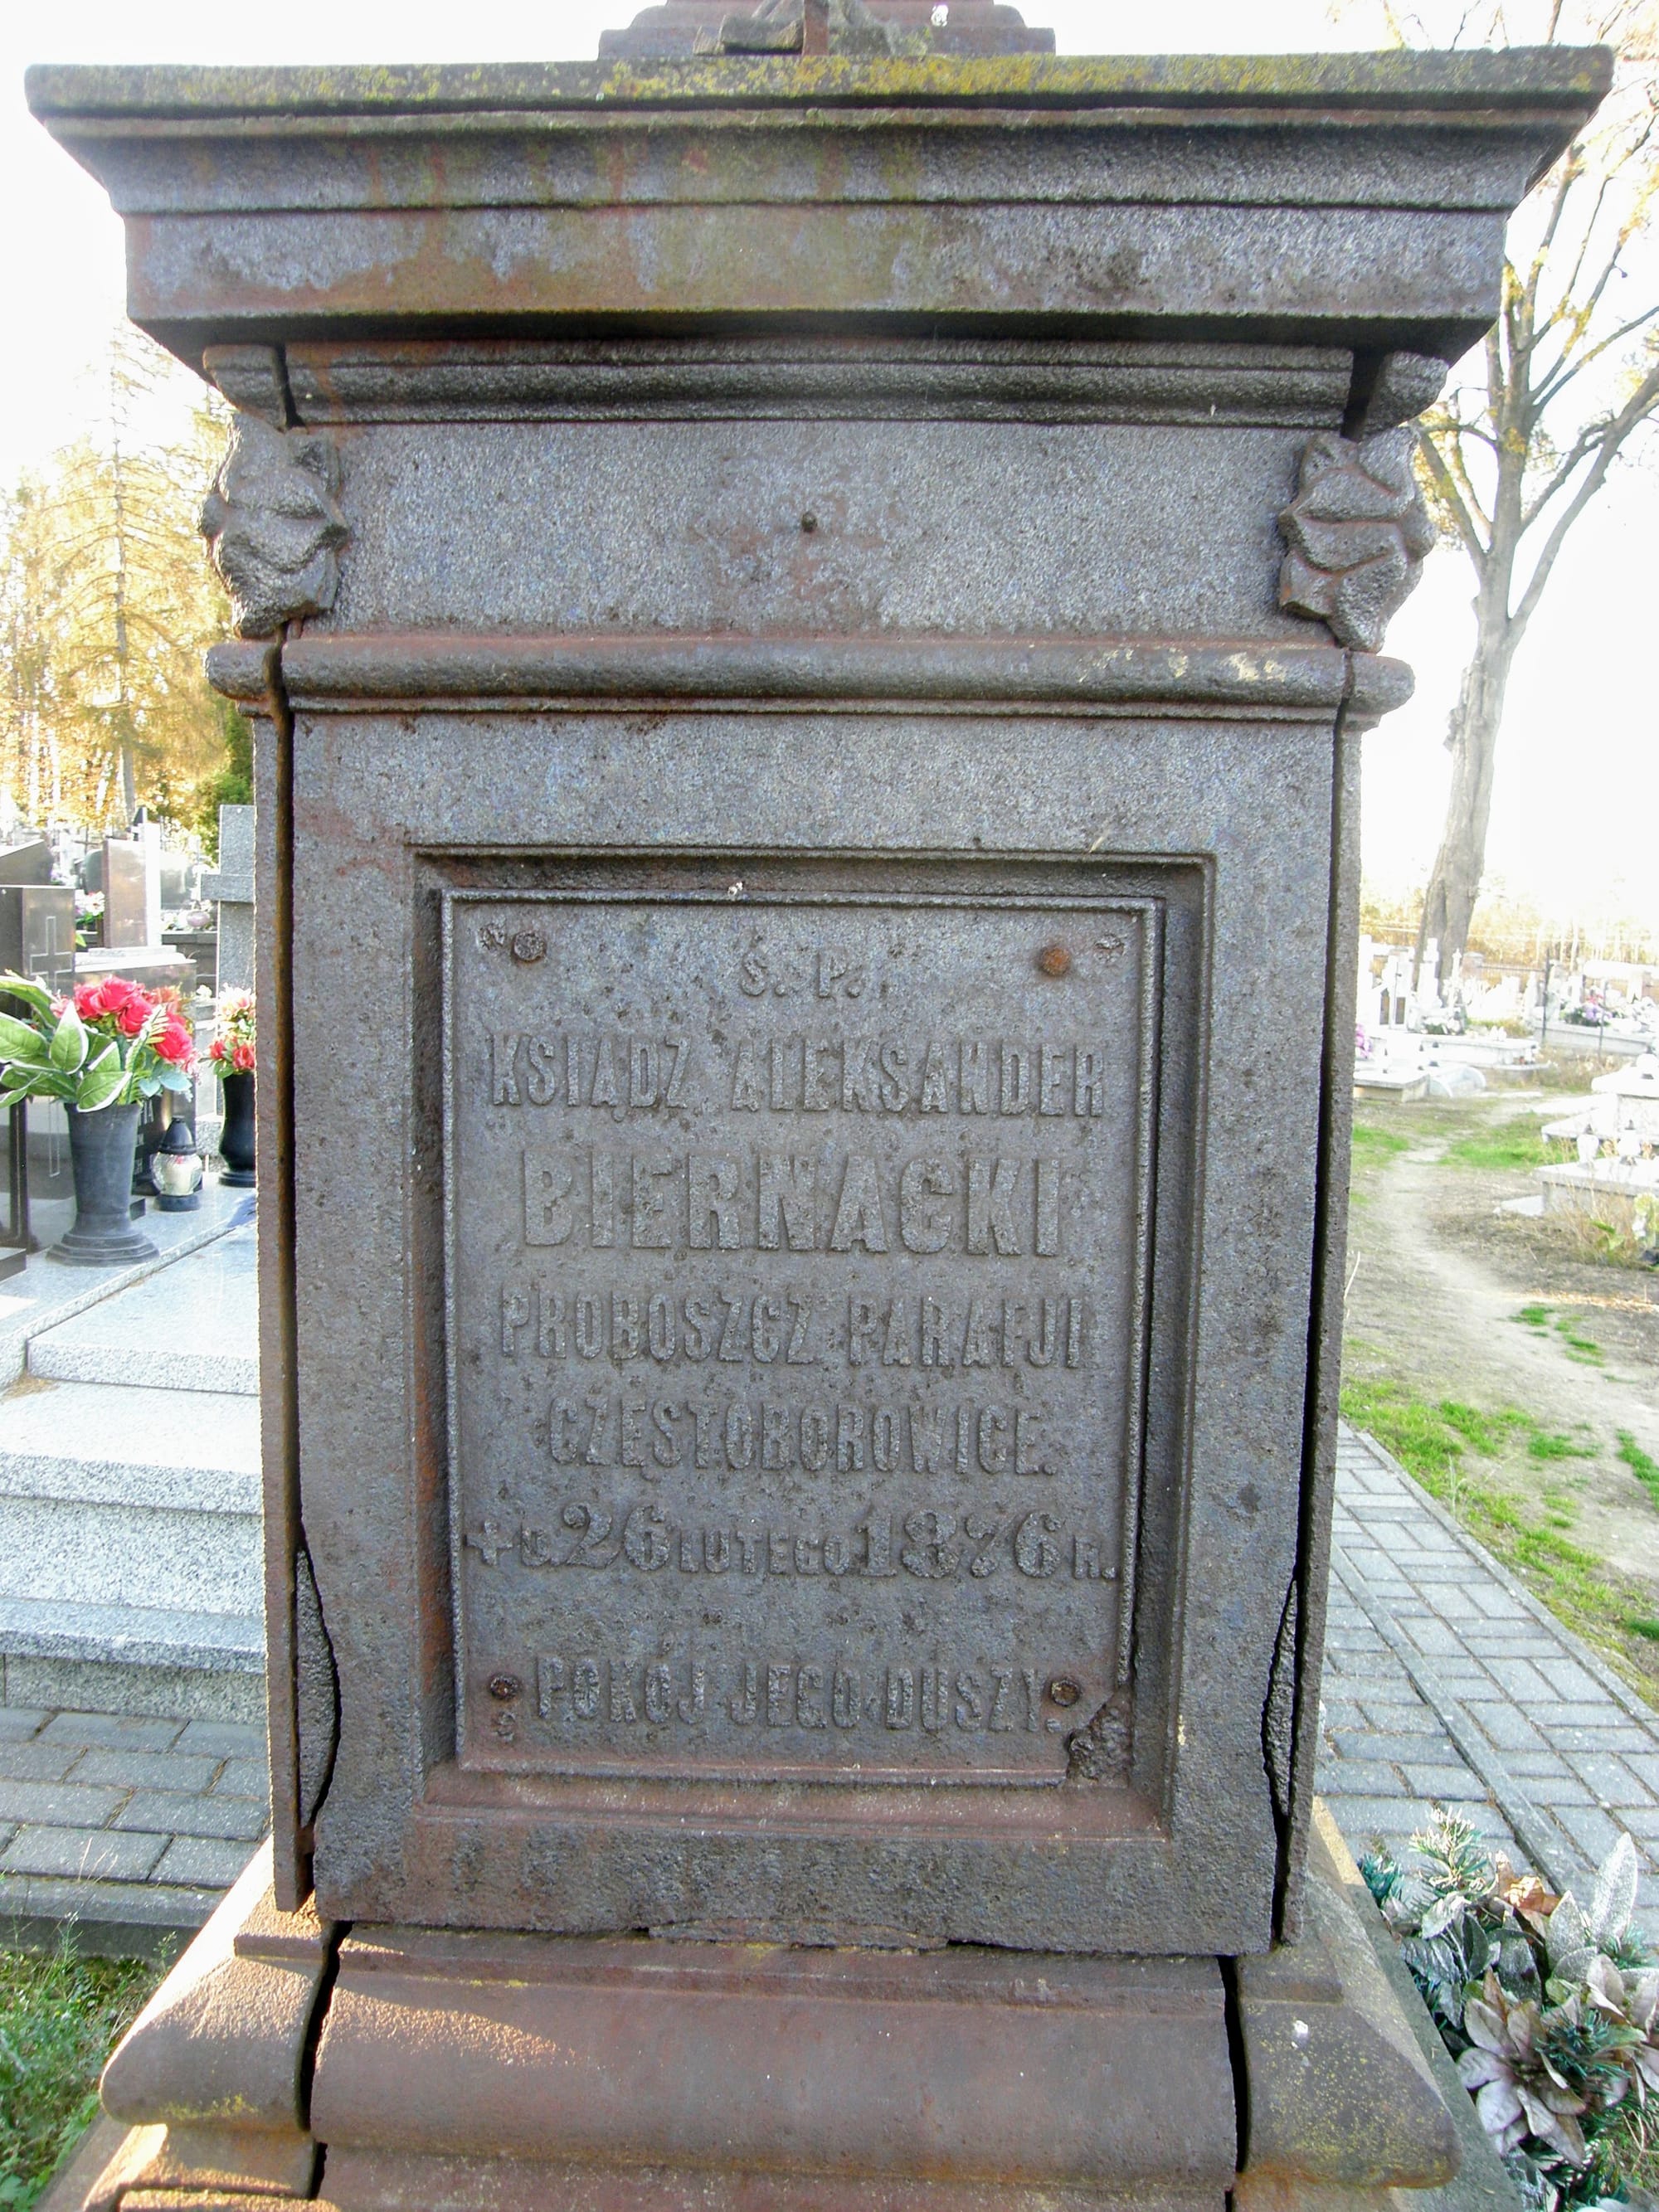 Ś. P.
KSIĄDZ ALEKSANDER
BIERNACKI
PROBOSZCZ PARAFJI
CZĘSTOBOROWICE.
+ D. 26 LUTEGO 1876 R.
POKÓJ JEGO DUSZY.